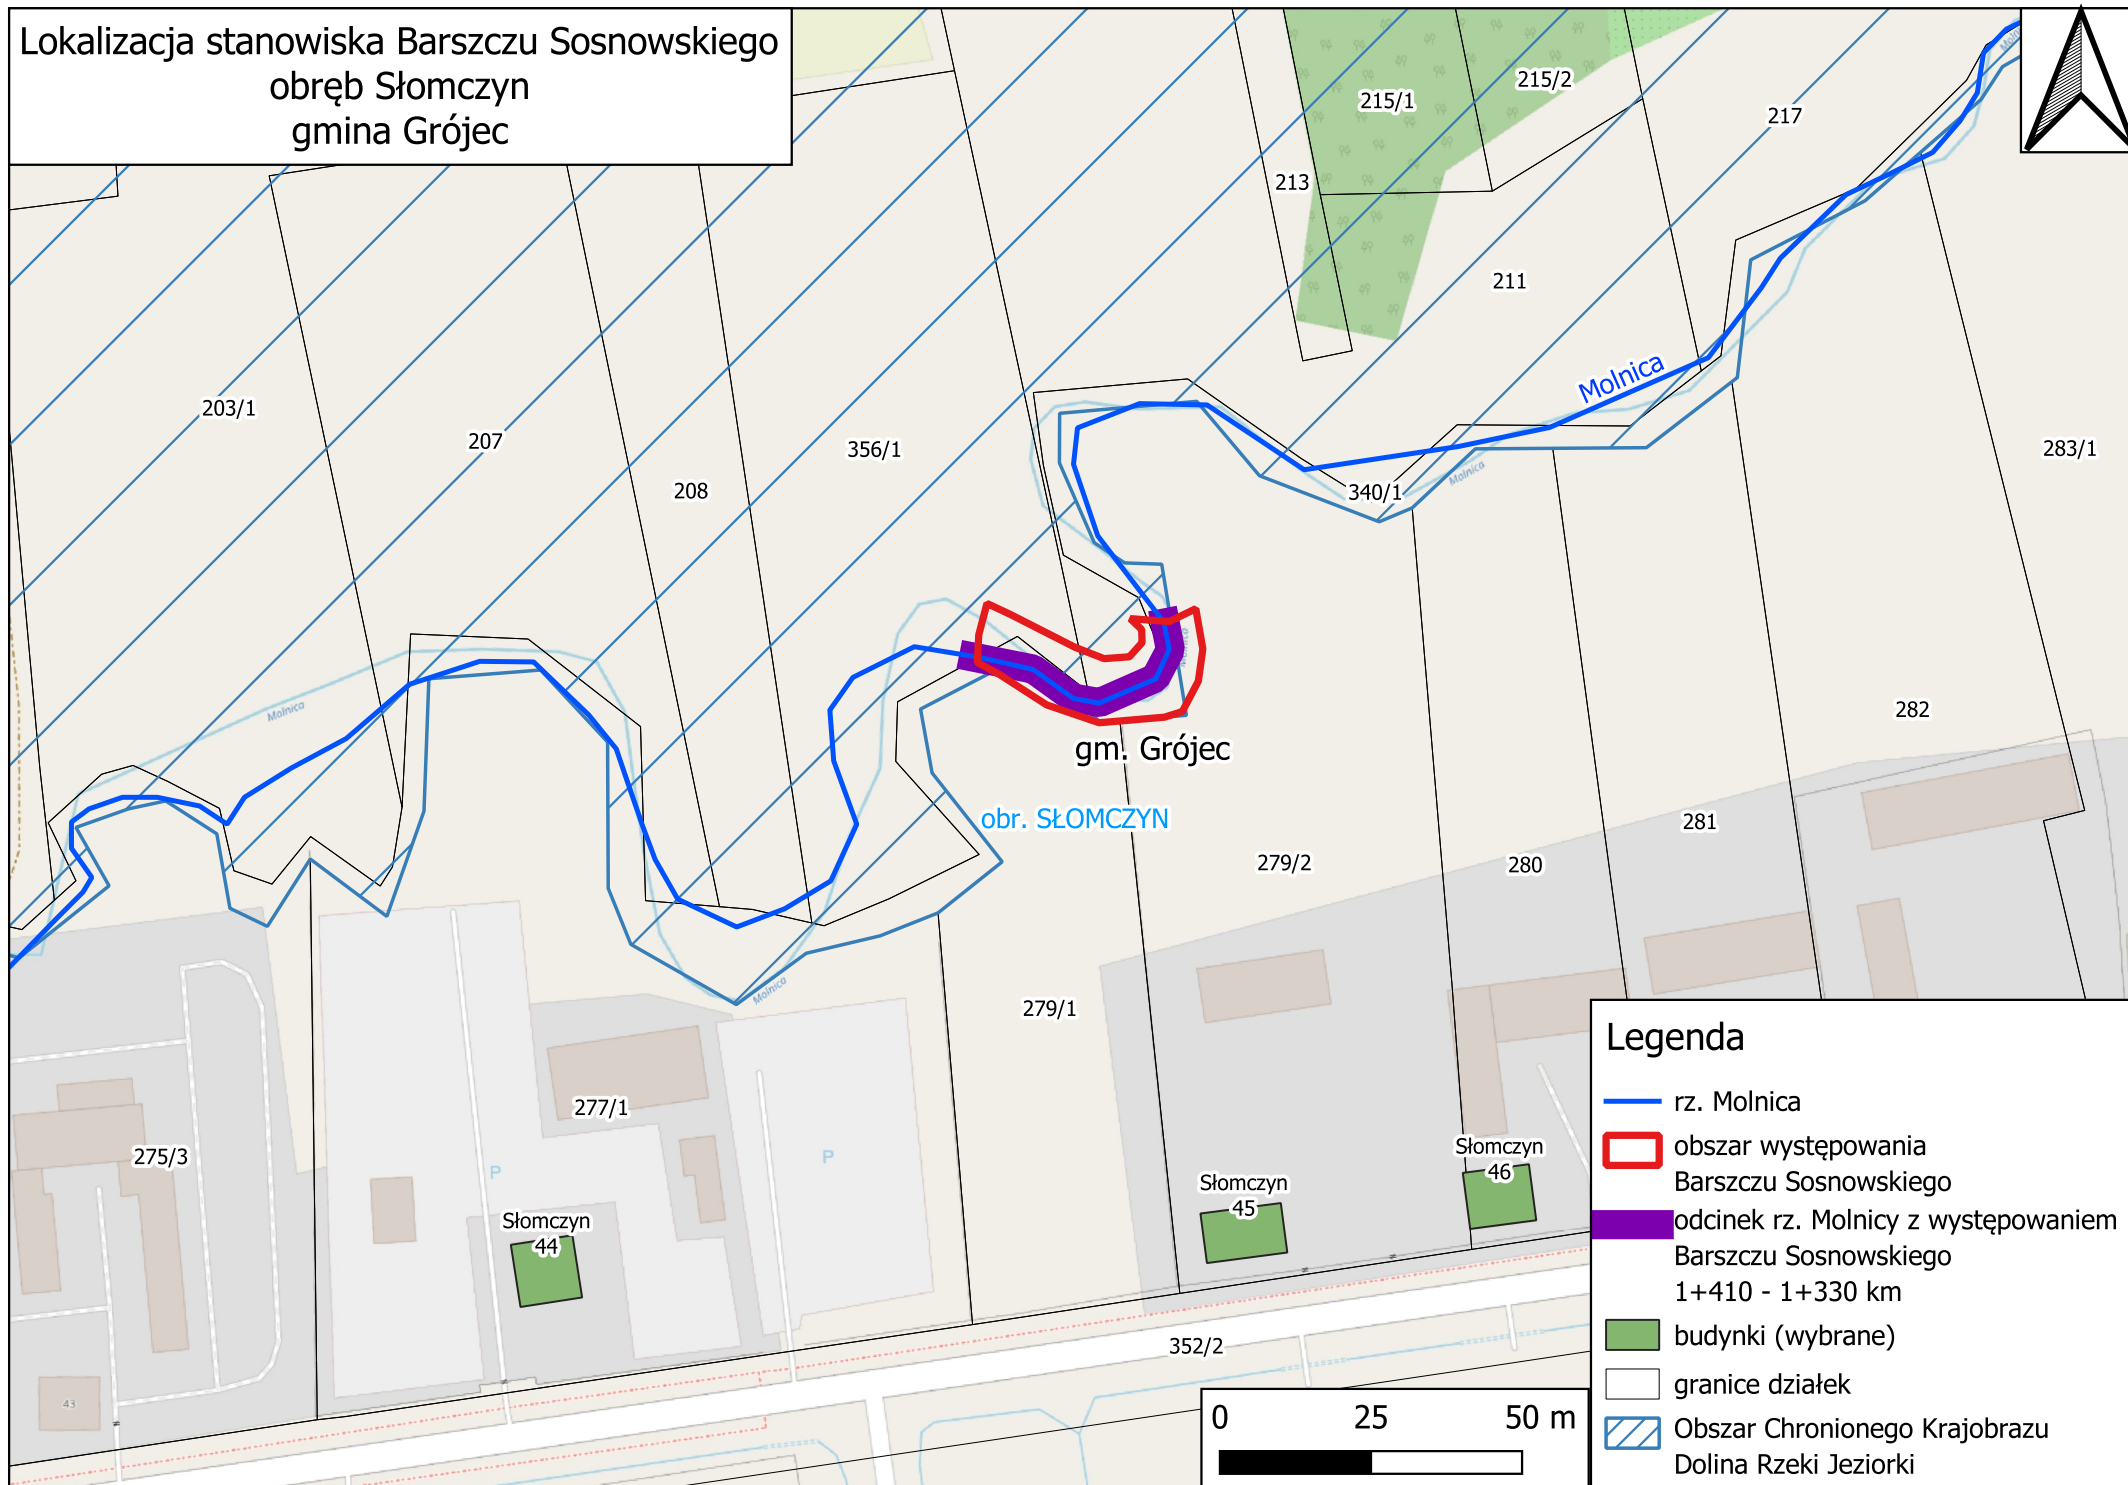 Lokalizacja stanowiska Barszczu Sosnowskiego
obręb Słomczyn
gmina Grójec
215/1
215/2
217
213
211
Molnica
203/1
207
208
356/1
340/1
Molnica
283/1
Molnica
282
gm. Grójec
obr. SŁOMCZYN
279/2
280
281
Molnica
279/1
277/1
275/3
P
P
Słomczyn
44
Słomczyn
45
Słomczyn
46
43
352/2
0 25 50 m
Legenda
rz. Molnica
obszar występowania
Barszczu Sosnowskiego
odcinek rz. Molnicy z występowaniem
Barszczu Sosnowskiego
1+410 - 1+330 km
budynki (wybrane)
granice działek
Obszar Chronionego Krajobrazu
Dolina Rzeki Jeziorki